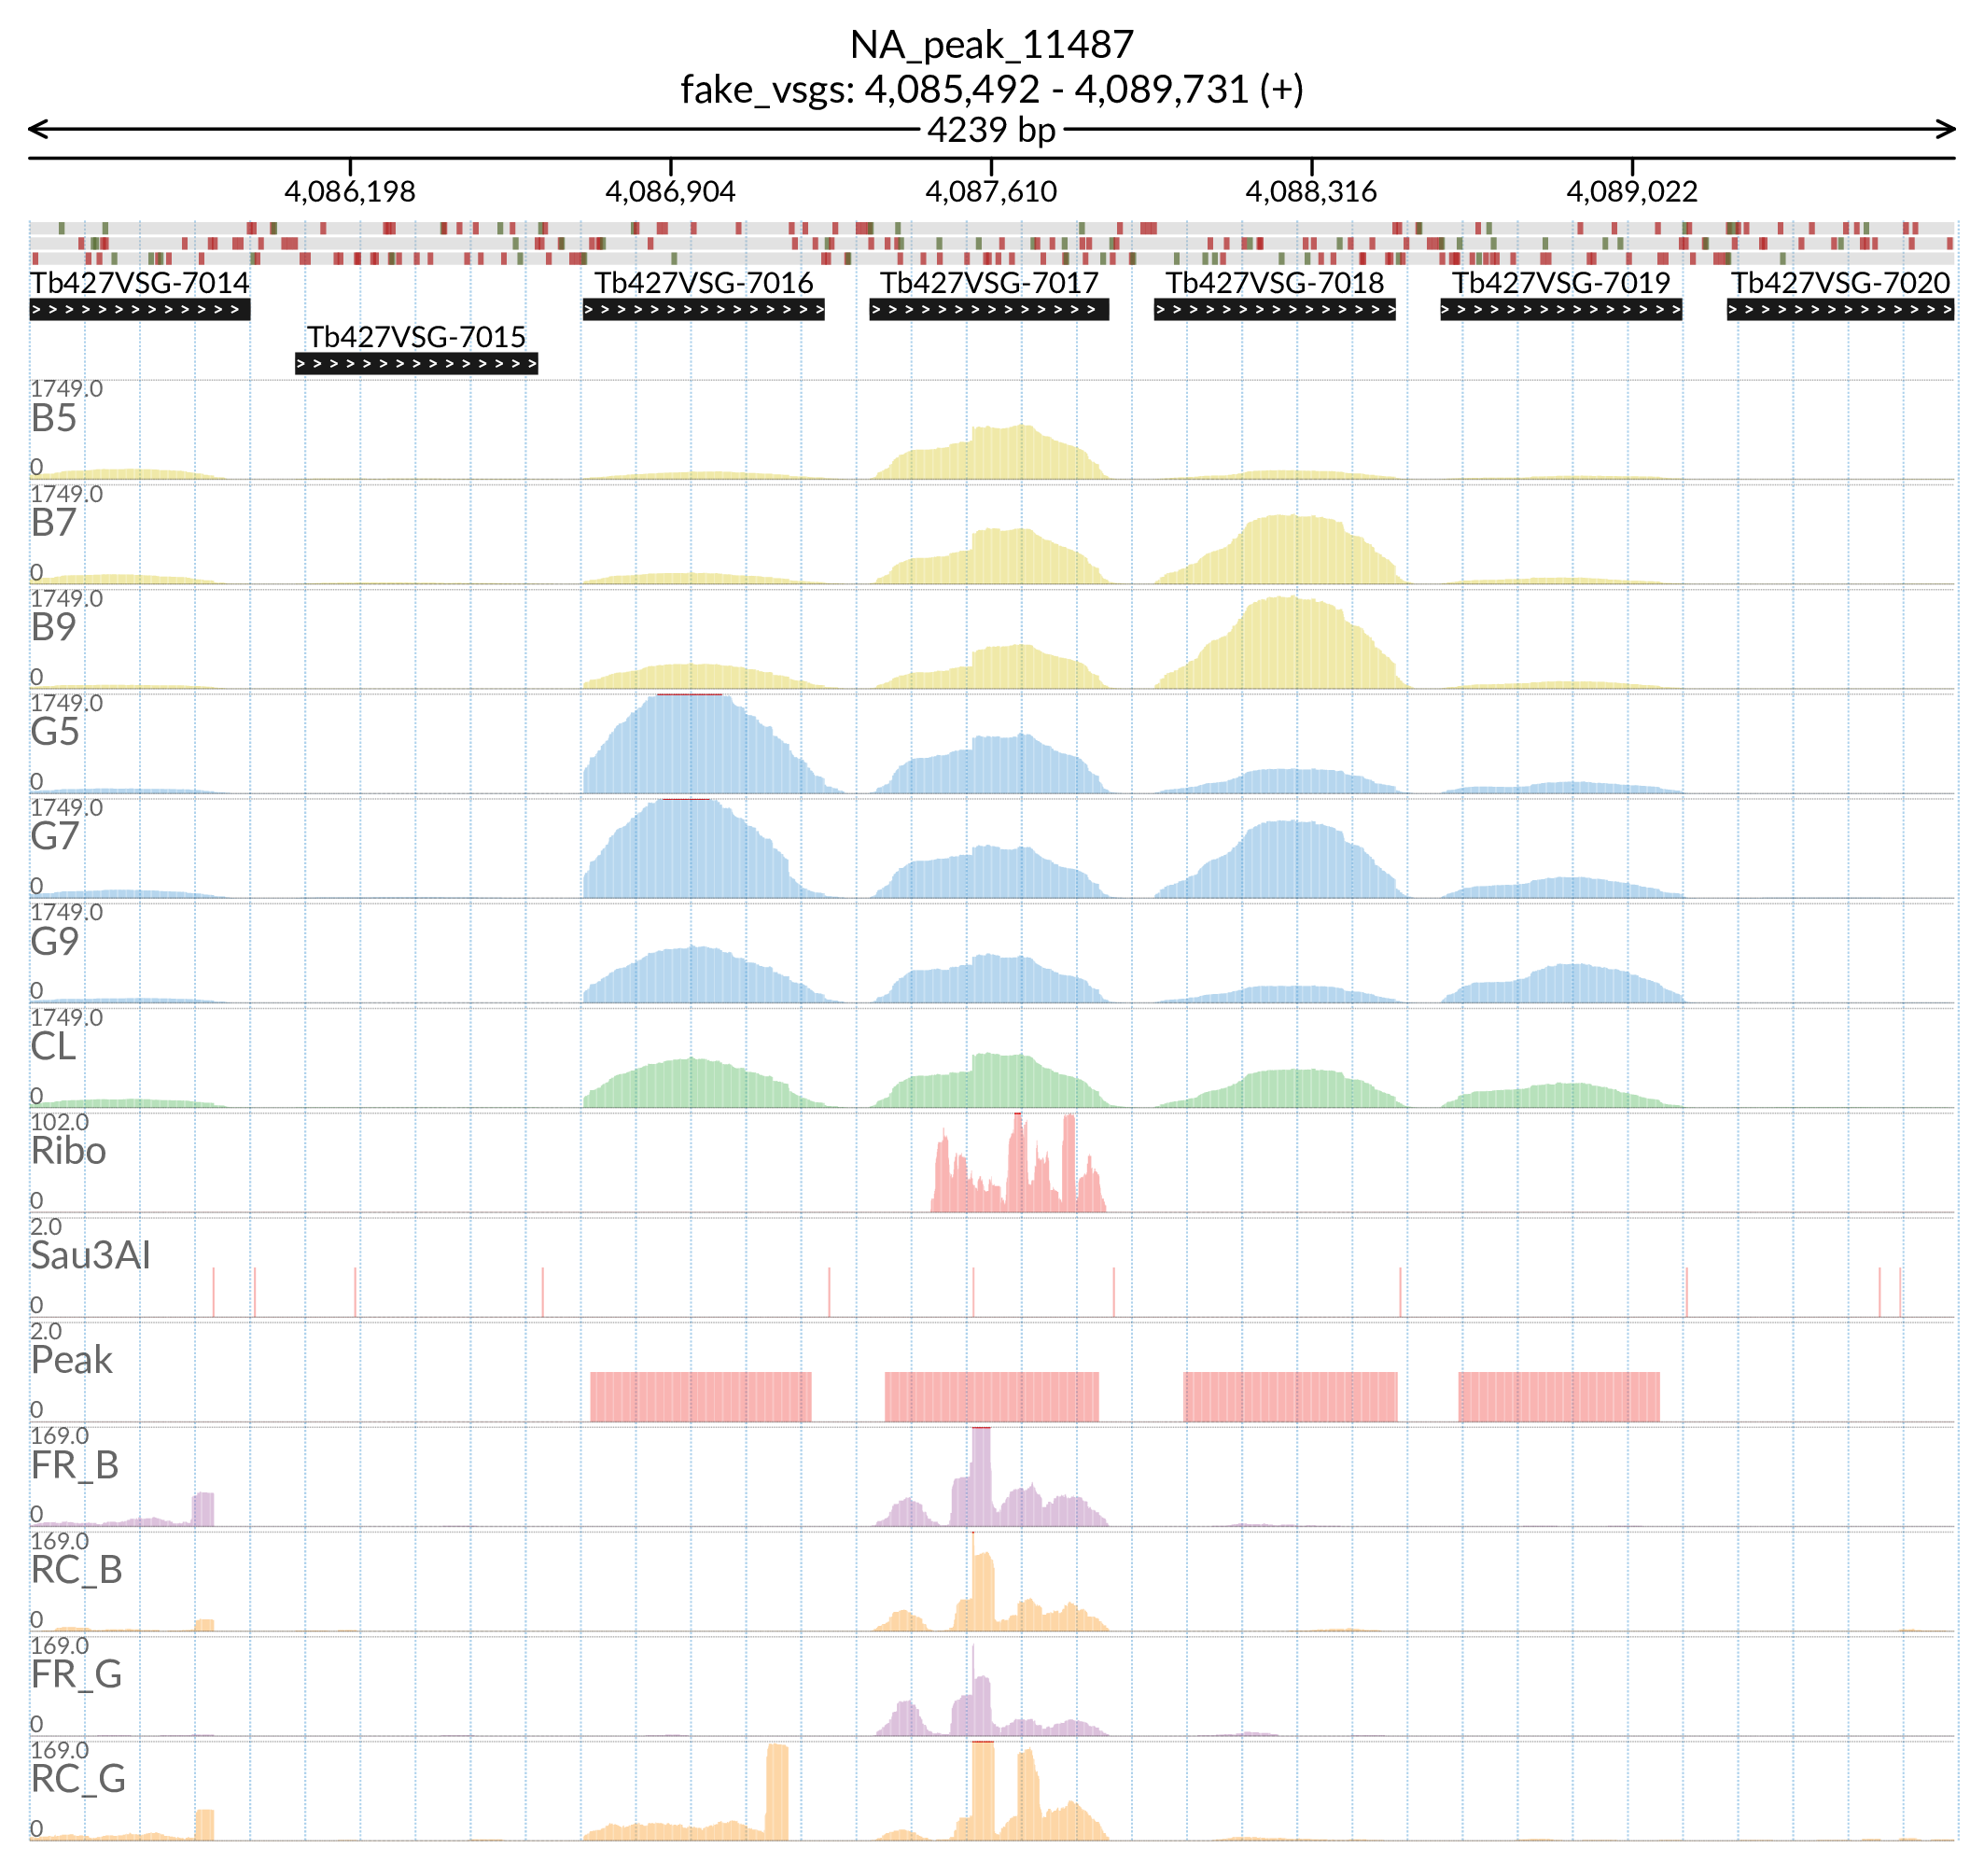 NA_peak_11487
fake_vsgs: 4,085,492 - 4,089,731 (+)
4239 bp
4,086,198 4,086,904 4,087,610 4,088,316 4,089,022
Tb427VSG-7014 Tb427VSG-7016 Tb427VSG-7017 Tb427VSG-7018 Tb427VSG-7019 Tb427VSG-7020
Tb427VSG-7015
1749.0
B5
0
1749.0
B7
0
1749.0
B9
0
1749.0
G5
0
1749.0
G7
0
1749.0
G9
0
1749.0
CL
0
102.0
Ribo
0
2.0
Sau3AI
0
2.0
Peak
0
169.0
FR_B
0
169.0
RC_B
0
169.0
FR_G
0
169.0
RC_G
0